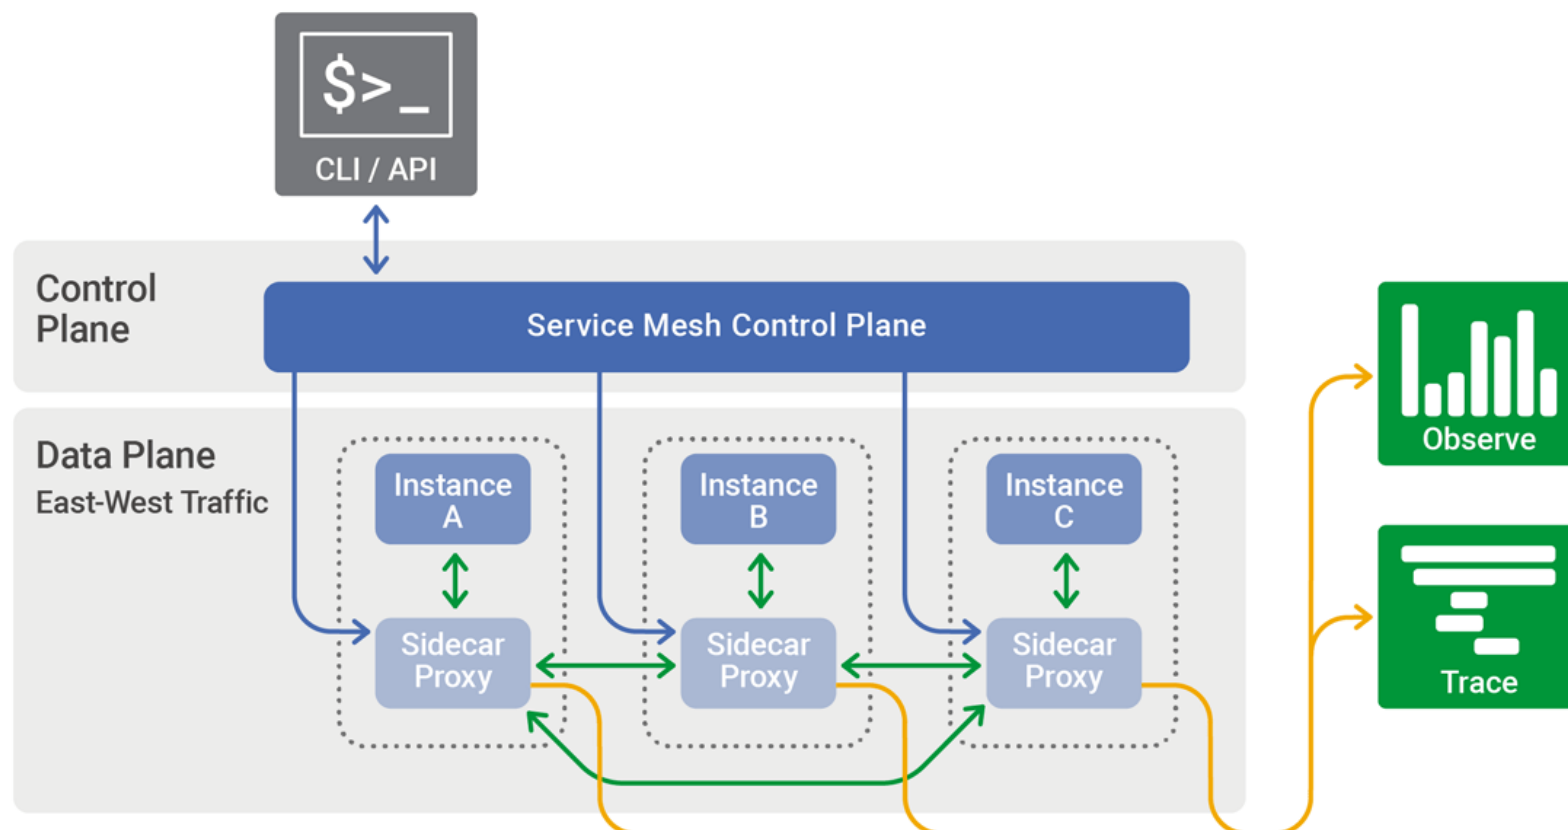 $>_
CLI / API
Control
Plane
Service Mesh Control Plane
Data Plane
East-West Traffic
Instance
A
Instance
B
Instance
C
Sidecar
Proxy
Sidecar
Proxy
Sidecar
Proxy
Observe
Trace